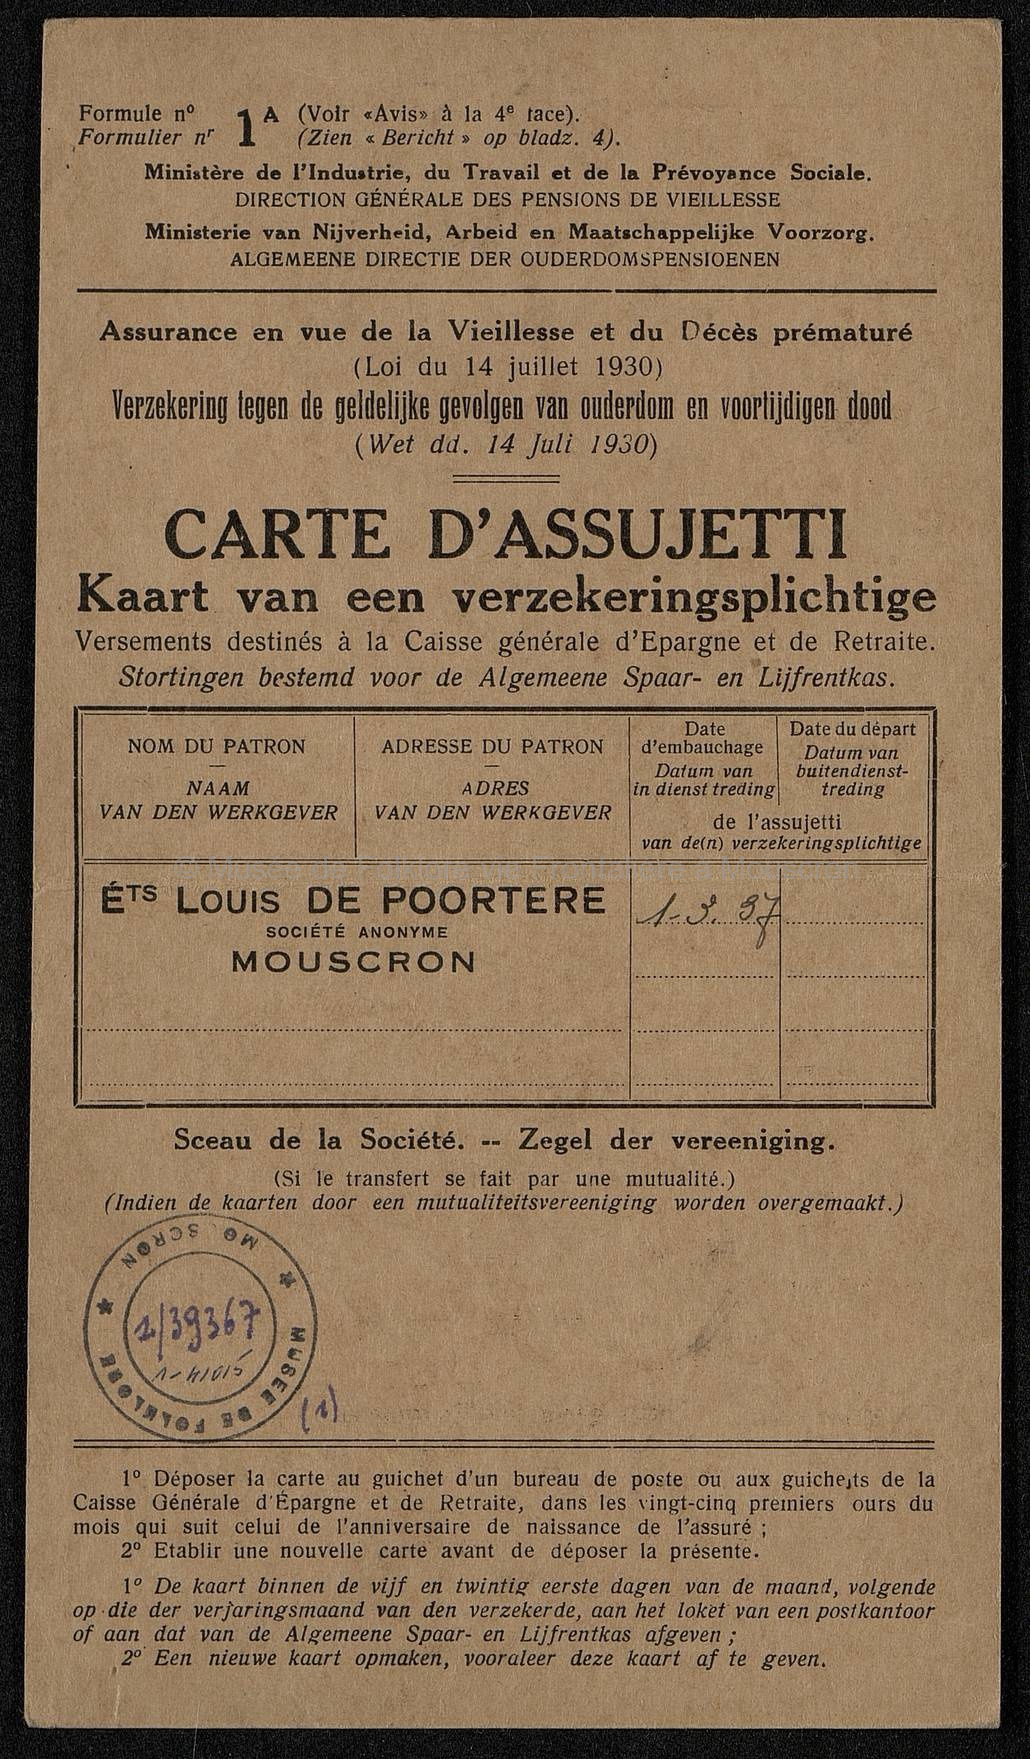 Formule nº 1 A (Voir «Avis» à la 4e face).
Formulier nr (Zien « Bericht » op bladz. 4).
Ministère de l'Industrie, du Travail et de la Prévoyance Sociale.
DIRECTION GÉNÉRALE DES PENSIONS DE VIEILLESSE
Ministerie van Nijverheid, Arbeid en Maatschappelijke Voorzorg.
ALGEMEENE DIRECTIE DER OUDERDOMSPENSIOENEN
Assurance en vue de la Vieillesse et du Décès prématuré
(Loi du 14 juillet 1930)
Verzekering tegen de geldelijke gevolgen van ouderdom en voortijdigen dood
(Wet dd. 14 Juli 1930)
CARTE D'ASSUJETTI
Kaart van een verzekeringsplichtige
Versements destinés à la Caisse générale d'Epargne et de Retraite.
Stortingen bestemd voor de Algemeene Spaar- en Lijfrentkas.
NOM DU PATRON
—
NAAM
VAN DEN WERKGEVER
ADRESSE DU PATRON
—
ADRES
VAN DEN WERKGEVER
Date
d'embauchage
Datum van
in dienst treding
Date du départ
Datum van
buitendienst-
treding
de l'assujetti
van de(n) verzekeringsplichtige
ÉTS LOUIS DE POORTERE
SOCIÉTÉ ANONYME
MOUSCRON
1-3.37
Sceau de la Société. -- Zegel der vereeniging.
(Si le transfert se fait par une mutualité.)
(Indien de kaarten door een mutualiteitsvereeniging worden overgemaakt.)
MUSEE DE FOLKLORE
MO SCRON
2/39367
1-41015
(1)
1º Déposer la carte au guichet d'un bureau de poste ou aux guichejts de la
Caisse Générale d'Épargne et de Retraite, dans les vingt-cinq premiers ours du
mois qui suit celui de l'anniversaire de naissance de l'assuré ;
2º Etablir une nouvelle carte avant de déposer la présente.
1º De kaart binnen de vijf en twintig eerste dagen van de maand, volgende
op die der verjaringsmaand van den verzekerde, aan het loket van een postkantoor
of aan dat van de Algemeene Spaar- en Lijfrentkas afgeven ;
2º Een nieuwe kaart opmaken, vooraleer deze kaart af te geven.